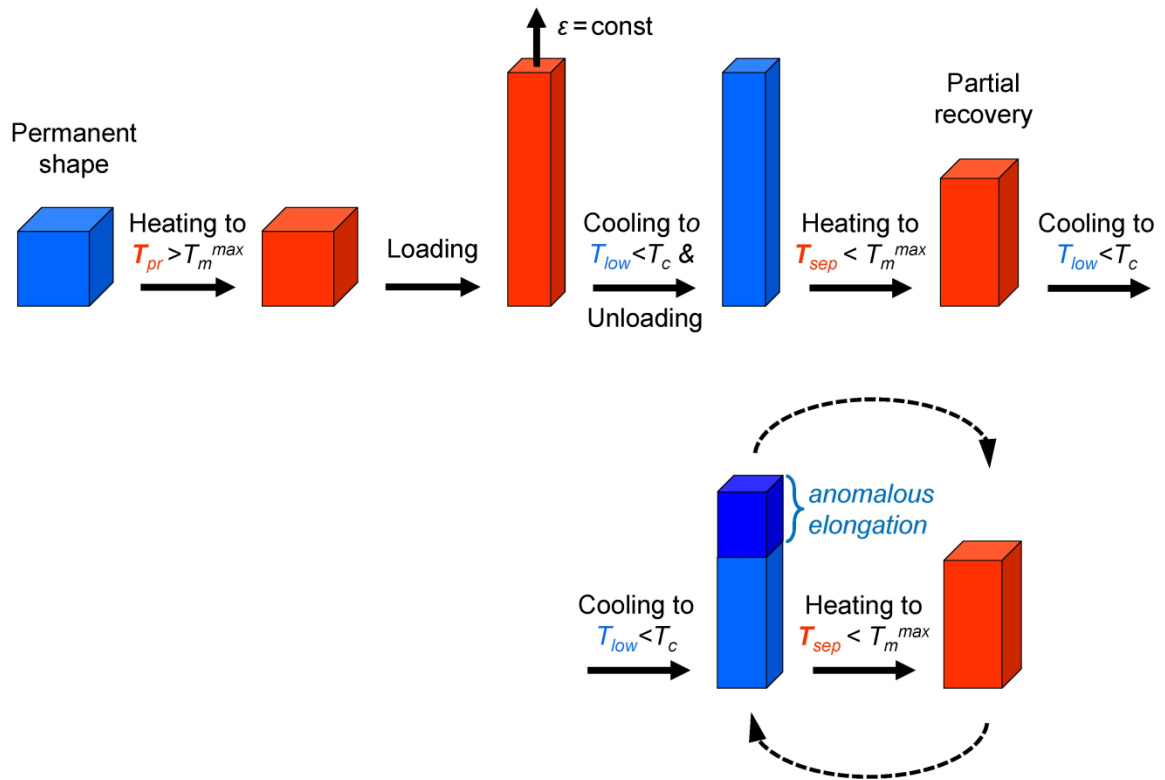 ε = const
Permanent
shape
Heating to
T_pr > T_m^max
Loading
Cooling to
T_low < T_c &
Unloading
Heating to
T_sep < T_m^max
Partial
recovery
Cooling to
T_low < T_c
Cooling to
T_low < T_c
anomalous
elongation
Heating to
T_sep < T_m^max